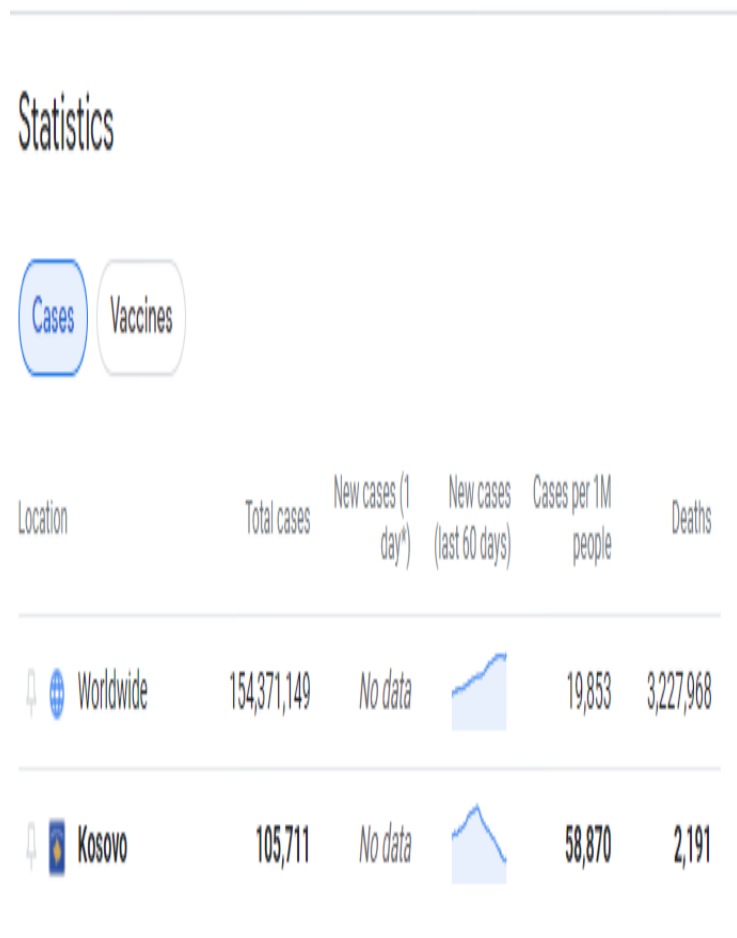 Statistics
Cases Vaccines
Location Total cases New cases (1 day*) New cases (last 60 days) Cases per 1M people Deaths
Worldwide 154,371,149 No data 19,853 3,227,968
Kosovo 105,711 No data 58,870 2,191